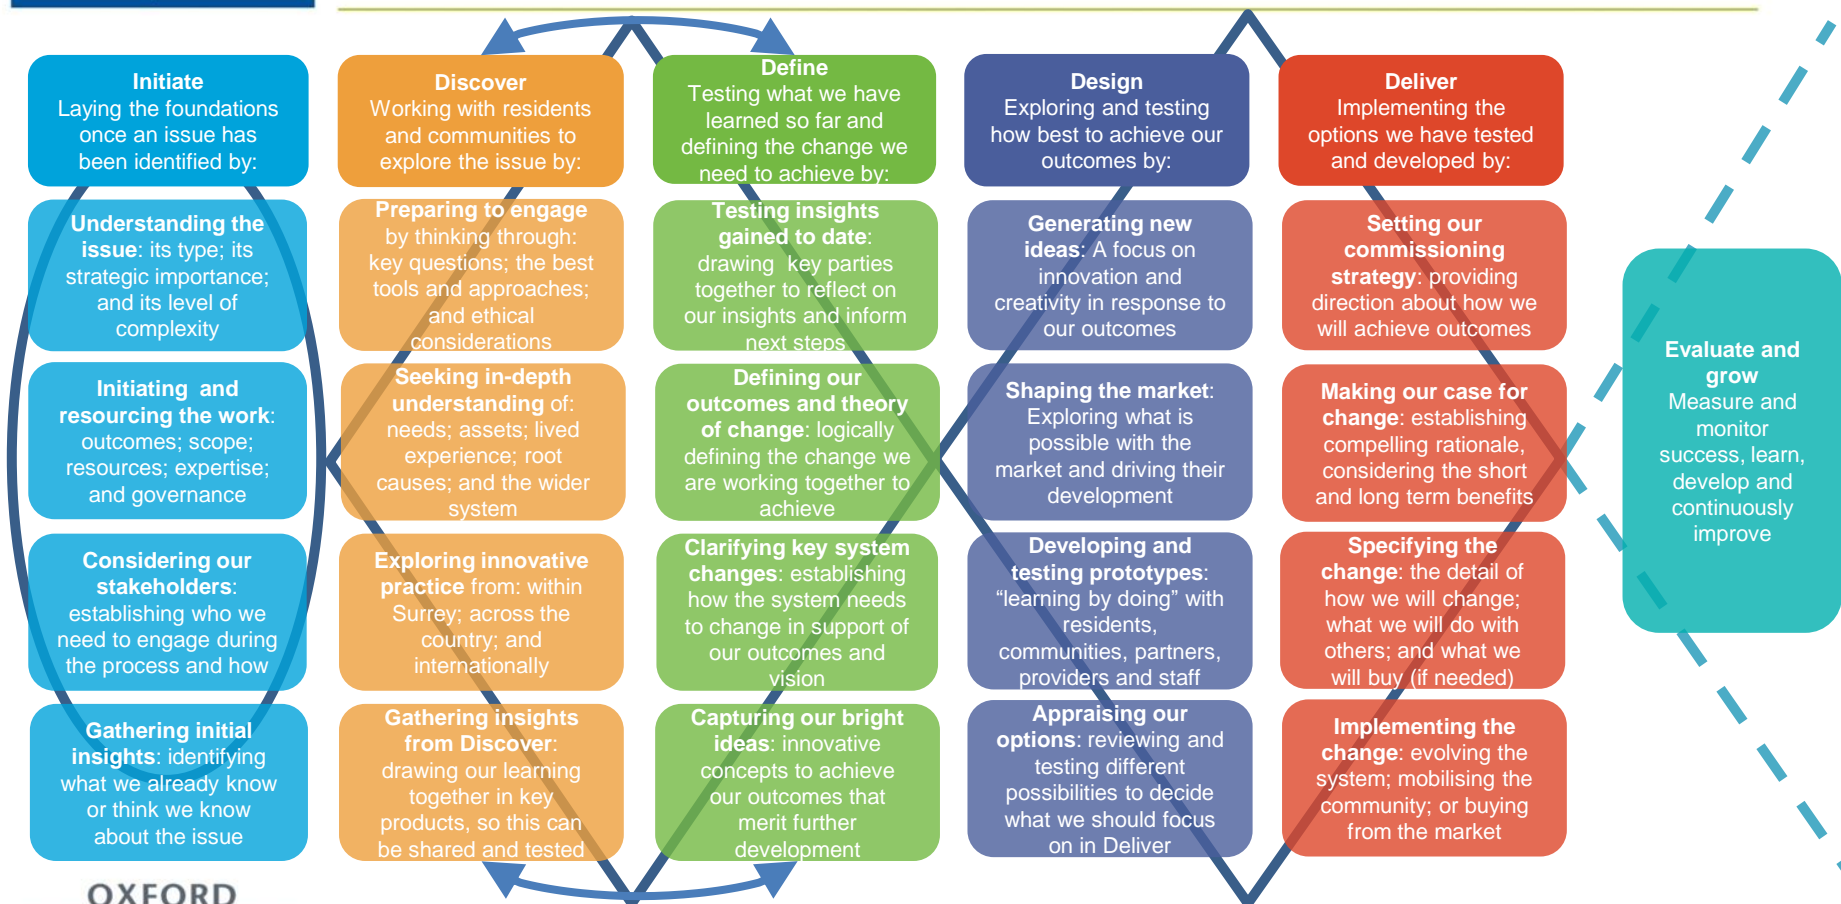 Initiate
Laying the foundations
once an issue has
been identified by:
Understanding the
issue: its type; its
strategic importance;
and its level of
complexity
Initiating  and
resourcing the work:
outcomes; scope;
resources; expertise;
and governance
Considering our
stakeholders:
establishing who we
need to engage during
the process and how
Gathering initial
insights: identifying
what we already know
or think we know
about the issue
Discover
Working with residents
and communities to
explore the issue by:
Preparing to engage
by thinking through:
key questions; the best
tools and approaches;
and ethical
considerations
Seeking in-depth
understanding of:
needs; assets; lived
experience; root
causes; and the wider
system
Exploring innovative
practice from: within
Surrey; across the
country; and
internationally
Gathering insights
from Discover:
drawing our learning
together in key
products, so this can
be shared and tested
Define
Testing what we have
learned so far and
defining the change we
need to achieve by:
Testing insights
gained to date:
drawing  key parties
together to reflect on
our insights and inform
next steps
Defining our
outcomes and theory
of change: logically
defining the change we
are working together to
achieve
Clarifying key system
changes: establishing
how the system needs
to change in support of
our outcomes and
vision
Capturing our bright
ideas: innovative
concepts to achieve
our outcomes that
merit further
development
Design
Exploring and testing
how best to achieve our
outcomes by:
Generating new
ideas: A focus on
innovation and
creativity in response to
our outcomes
Shaping the market:
Exploring what is
possible with the
market and driving their
development
Developing and
testing prototypes:
“learning by doing” with
residents,
communities, partners,
providers and staff
Appraising our
options: reviewing and
testing different
possibilities to decide
what we should focus
on in Deliver
Deliver
Implementing the
options we have tested
and developed by:
Setting our
commissioning
strategy: providing
direction about how we
will achieve outcomes
Making our case for
change: establishing
compelling rationale,
considering the short
and long term benefits
Specifying the
change: the detail of
how we will change;
what we will do with
others; and what we
will buy (if needed)
Implementing the
change: evolving the
system; mobilising the
community; or buying
from the market
Evaluate and
grow
Measure and
monitor
success, learn,
develop and
continuously
improve
OXFORD